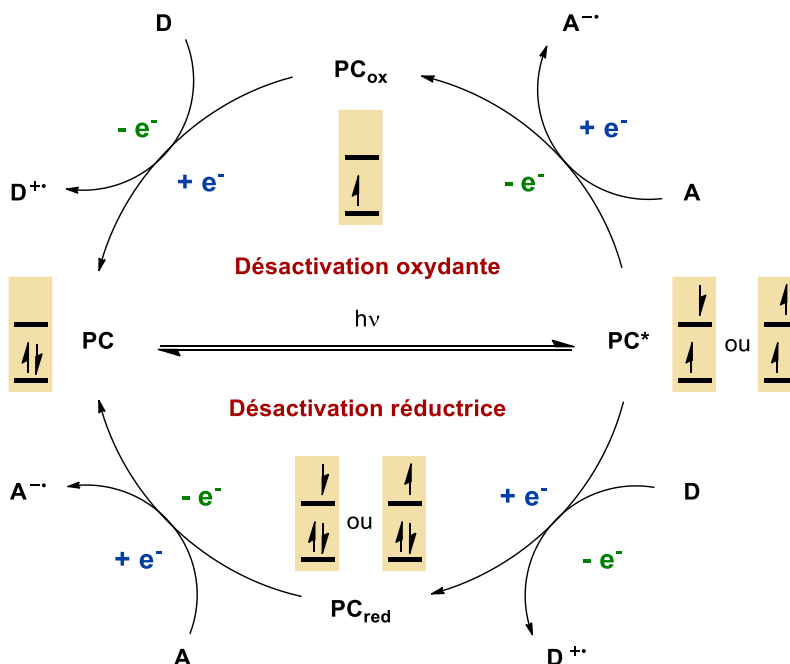 D
A⁻•
PCox
- e⁻
+ e⁻
+ e⁻
- e⁻
D⁺•
A
Désactivation oxydante
hν
PC
PC*
ou
Désactivation réductrice
A⁻•
- e⁻
ou
+ e⁻
D
+ e⁻
- e⁻
PCred
A
D⁺•